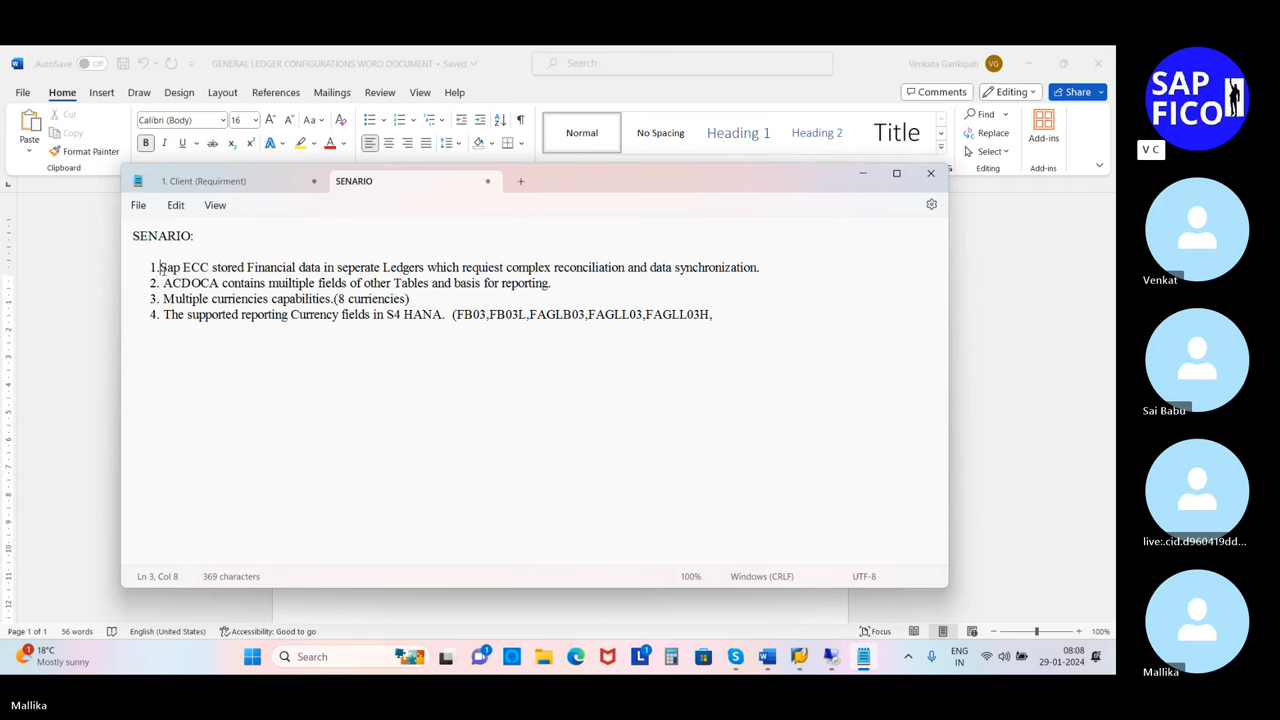 AutoSave Off GENERAL LEDGER CONFIGURATIONS WORD DOCUMENT • Saved Search Venkata Garikipati VG
File Home Insert Draw Design Layout References Mailings Review View Help Comments Editing Share
Paste Cut Copy Format Painter Clipboard
Calibri (Body) 16
Normal No Spacing Heading 1 Heading 2 Title
Find Replace Select Editing
Add-ins Add-ins
1. Client (Requirment) SENARIO
File Edit View
SENARIO:
1.Sap ECC stored Financial data in seperate Ledgers which requiest complex reconciliation and data synchronization.
2. ACDOCA contains muiltiple fields of other Tables and basis for reporting.
3. Multiple curriencies capabilities.(8 curriencies)
4. The supported reporting Currency fields in S4 HANA. (FB03,FB03L,FAGLB03,FAGLL03,FAGLL03H,
Ln 3, Col 8 369 characters 100% Windows (CRLF) UTF-8
Page 1 of 1 56 words English (United States) Accessibility: Good to go Focus 100%
18°C
Mostly sunny
Search
ENG
IN
08:08
29-01-2024
Mallika
SAP
FICO
V C
Venkat
Sai Babu
live:.cid.d960419dd...
Mallika